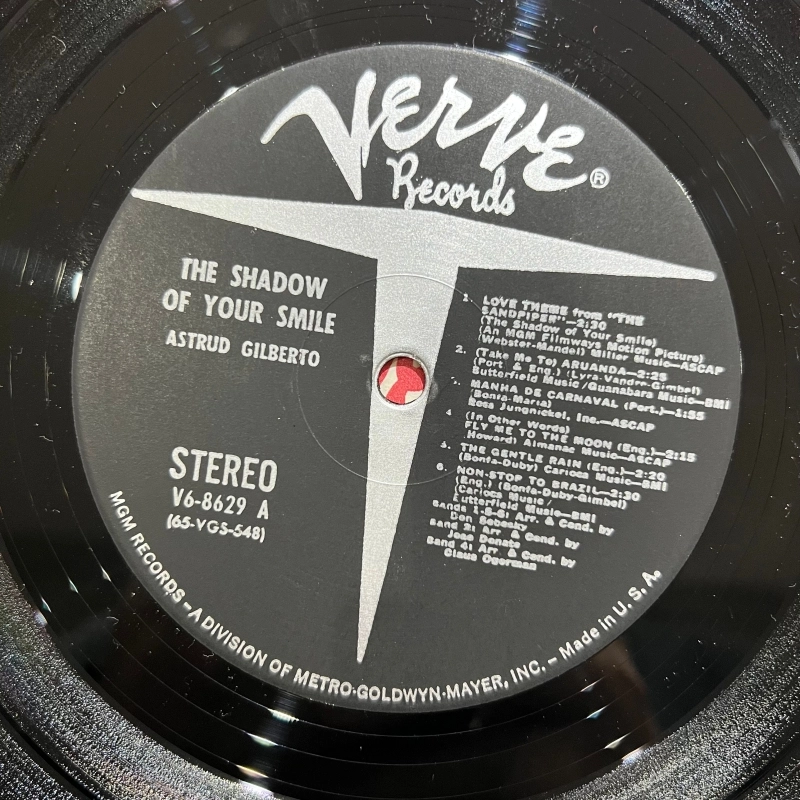 Verve
Records ®
THE SHADOW
OF YOUR SMILE
ASTRUD GILBERTO
STEREO
V6-8629 A
(65-VGS-548)
1. LOVE THEME from "THE
SANDPIPER"—2:30
(The Shadow of Your Smile)
(An MGM Filmways Motion Picture)
(Webster-Mandel) Miller Music—ASCAP
2. (Take Me To) ARUANDA—2:25
(Port & Eng.) (Lyra-Vandre-Gimbel)
Butterfield Music/Guanabara Music—BMI
3. MANHA DE CARNAVAL (Port.)—1:55
(Bonfa-Maria)
Rosa Jungnickel, Inc.—ASCAP
4. (In Other Words)
FLY ME TO THE MOON (Eng.)—2:15
(Howard) Almanac Music—ASCAP
5. THE GENTLE RAIN (Eng.)—2:20
(Bonfa-Duby) Carioca Music—BMI
6. NON-STOP TO BRAZIL—2:30
(Eng.) (Bonfa-Duby-Gimbel)
Carioca Music/
Butterfield Music—BMI
Bands Arr. & Cond. by
Don Sebesky
Band 2: Arr & Cond. by
Joao Donato
Band 4: Arr & Cond. by
Claus Ogerman
MGM RECORDS – A DIVISION OF METRO-GOLDWYN-MAYER, INC. – Made in U. S. A.